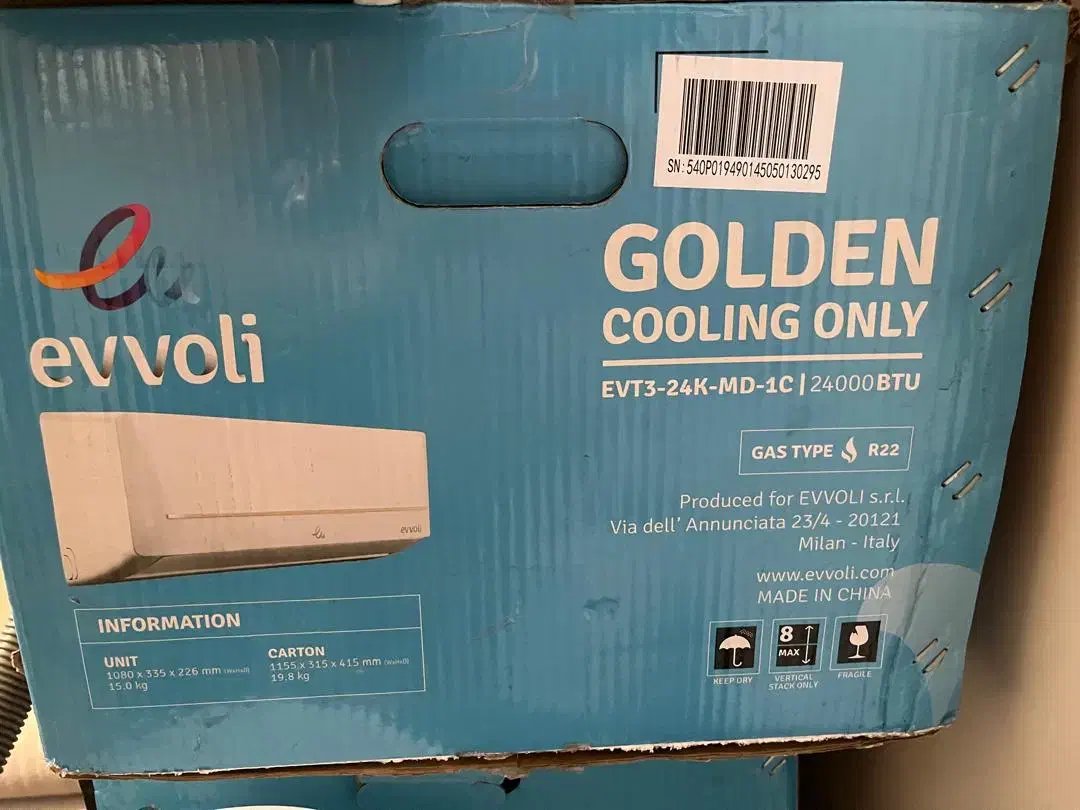 SN: 540P019490145050130295
evvoli
GOLDEN
COOLING ONLY
EVT3-24K-MD-1C | 24000BTU
GAS TYPE R22
Produced for EVVOLI s.r.l.
Via dell' Annunciata 23/4 - 20121
Milan - Italy
www.evvoli.com
MADE IN CHINA
evvoli
INFORMATION
UNIT
1080 x 335 x 226 mm (WxHxD)
15.0 kg
CARTON
1155 x 315 x 415 mm (WxHxD)
19.8 kg
KEEP DRY
8
MAX
VERTICAL
STACK ONLY
FRAGILE